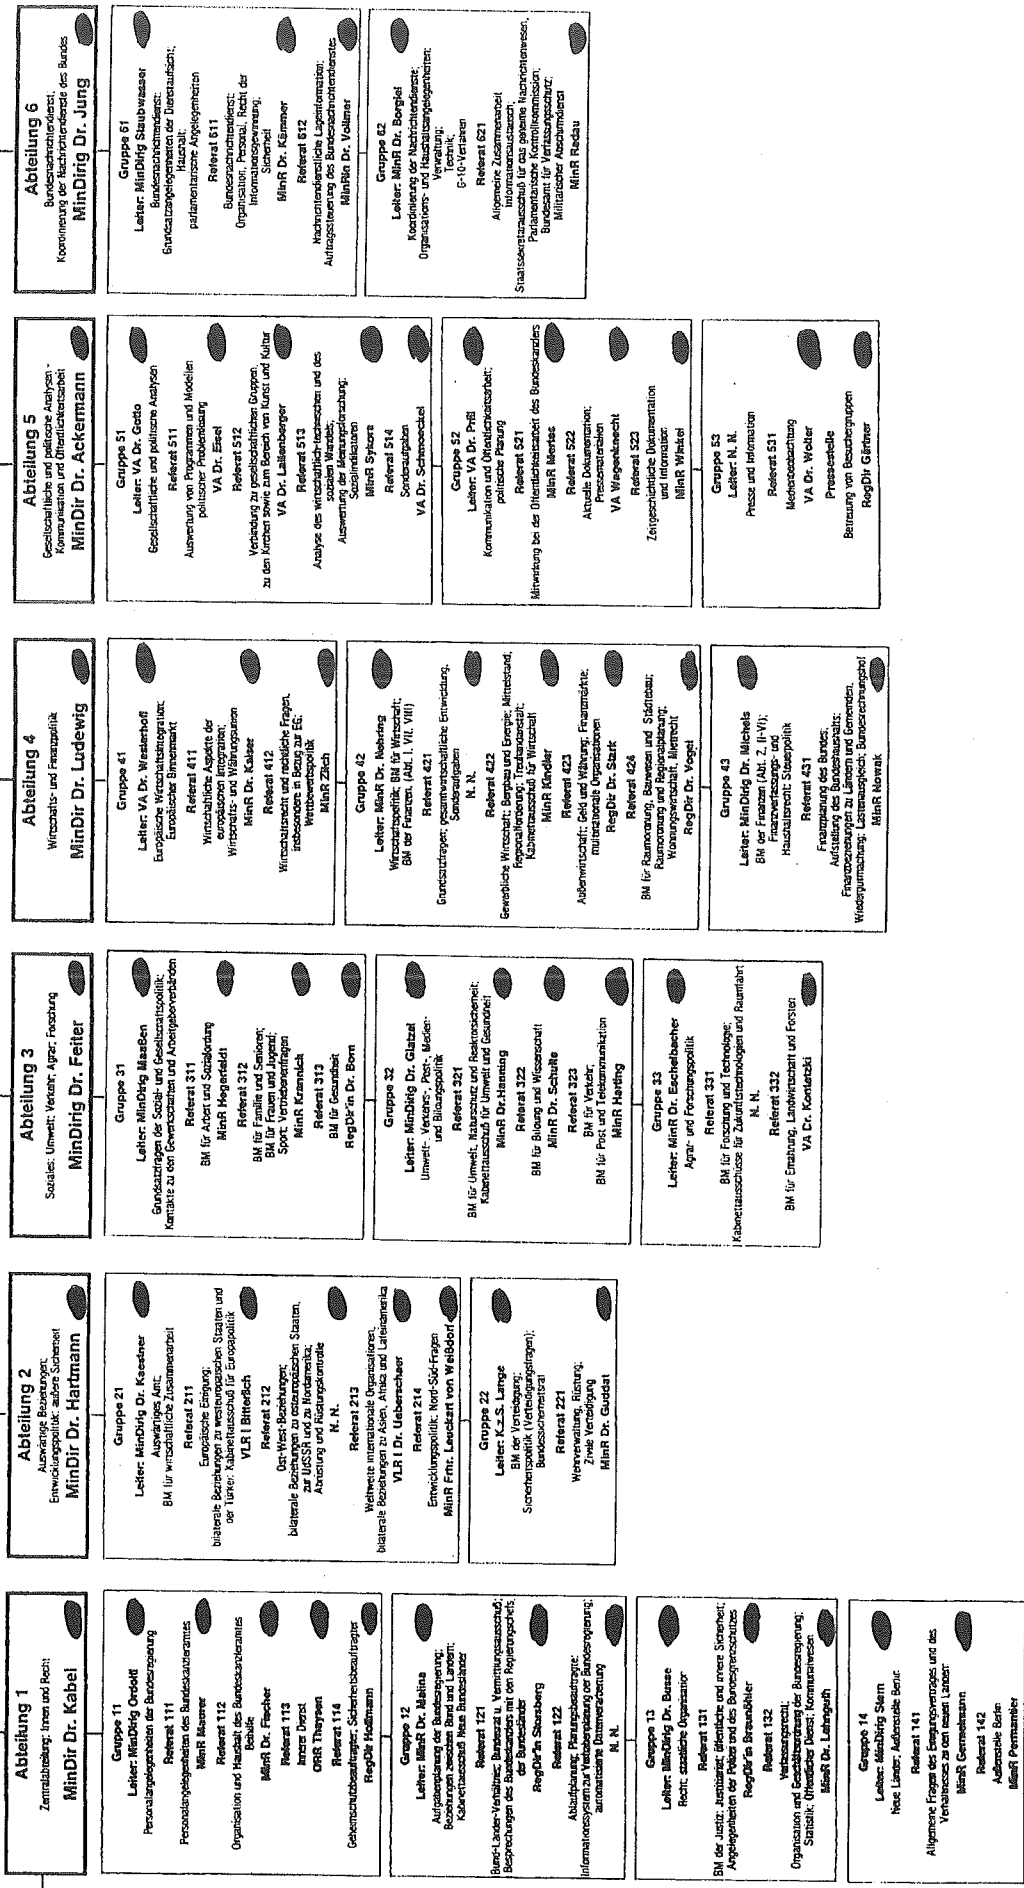 Abteilung 1
Zentralabteilung; Innen und Recht
MinDir Dr. Kabel
Gruppe 11
Leiter: MinDirig Ordolff
Personalangelegenheiten der Bundesregierung
Referat 111
Personalangelegenheiten des Bundeskanzleramtes
MinR Maurer
Referat 112
Organisation und Haushalt des Bundeskanzleramtes
Beihilfe
MinR Dr. Fischer
Referat 113
Innerer Dienst
ORR Thaysen
Referat 114
Geheimschutzbeauftragter; Sicherheitsbeauftragter
RegDir Hoffmann
Gruppe 12
Leiter: MinR Dr. Malina
Aufgabenplanung der Bundesregierung;
Beziehungen zwischen Bund und Ländern;
Kabinettausschuß Neue Bundesländer
Referat 121
Bund-Länder-Verhältnis; Bundesrat u. Vermittlungsausschuß;
Besprechungen des Bundeskanzlers mit den Regierungschefs
der Bundesländer
RegDir'in Starsberg
Referat 122
Ablaufplanung; Planungsbeauftragte;
Informationssystem zur Vorhabenplanung der Bundesregierung;
automatisierte Datenverarbeitung
N. N.
Gruppe 13
Leiter: MinDirig Dr. Busse
Recht; staatliche Organisation
Referat 131
BM der Justiz; Justitiariat; öffentliche und innere Sicherheit;
Angelegenheiten der Polizei und des Bundesgrenzschutzes
RegDir'in Braunöhler
Referat 132
Verfassungsrecht;
Organisation und Geschäftsordnung der Bundesregierung;
Statistik; Öffentlicher Dienst; Kommunalwesen
MinR Dr. Lehnguth
Gruppe 14
Leiter: MinDirig Stern
Neue Länder; Außenstelle Berlin
Referat 141
Allgemeine Fragen des Einigungsvertrages und des
Verhältnisses zu den neuen Ländern
MinR Germelmann
Referat 142
Außenstelle Berlin
MinR Permantier
Abteilung 2
Auswärtige Beziehungen;
Entwicklungspolitik; äußere Sicherheit
MinDir Dr. Hartmann
Gruppe 21
Leiter: MinDirig Dr. Kaestner
Auswärtiges Amt;
BM für wirtschaftliche Zusammenarbeit
Referat 211
Europäische Einigung;
bilaterale Beziehungen zu westeuropäischen Staaten und
der Türkei; Kabinettausschuß für Europapolitik
VLR I Bitterlich
Referat 212
Ost-West-Beziehungen;
bilaterale Beziehungen zu osteuropäischen Staaten,
zur UdSSR und zu Nordamerika;
Abrüstung und Rüstungskontrolle
N. N.
Referat 213
Weltweite internationale Organisationen,
bilaterale Beziehungen zu Asien, Afrika und Lateinamerika
VLR I Dr. Ueberschaer
Referat 214
Entwicklungspolitik; Nord-Süd-Fragen
MinR Frhr. Leuckart von Weißdorf
Gruppe 22
Leiter: K.z.S. Lange
BM der Verteidigung;
Sicherheitspolitik (Verteidigungsfragen);
Bundessicherheitsrat
Referat 221
Wehrverwaltung, Rüstung;
Zivile Verteidigung
MinR Dr. Guddat
Abteilung 3
Soziales; Umwelt; Verkehr; Agrar; Forschung
MinDir Dr. Feiter
Gruppe 31
Leiter: MinDirig Maaßen
Grundsatzfragen der Sozial- und Gesellschaftspolitik;
Kontakte zu den Gewerkschaften und Arbeitgeberverbänden
Referat 311
BM für Arbeit und Sozialordung
MinR Hegerfeldt
Referat 312
BM für Familie und Senioren;
BM für Frauen und Jugend;
Sport; Vertriebenenfragen
MinR Krannich
Referat 313
BM für Gesundheit
RegDir'in Dr. Born
Gruppe 32
Leiter: MinDirig Dr. Glatzel
Umwelt-, Verkehrs-, Post-, Medien-
und Bildungspolitik
Referat 321
BM für Umwelt, Naturschutz und Reaktorsicherheit;
Kabinettausschuß für Umwelt und Gesundheit
MinR Dr.Hanning
Referat 322
BM für Bildung und Wissenschaft
MinR Dr. Schulte
Referat 323
BM für Verkehr;
BM für Post und Telekommunikation
MinR Harting
Gruppe 33
Leiter: MinR Dr. Eschelbacher
Agrar- und Forschungspolitik
Referat 331
BM für Forschung und Technologie;
Kabinettausschüsse für Zukunftstechnologien und Raumfahrt
N. N.
Referat 332
BM für Ernährung, Landwirtschaft und Forsten
VA Dr. Kordetzki
Abteilung 4
Wirtschafts- und Finanzpolitik
MinDir Dr. Ludewig
Gruppe 41
Leiter: VA Dr. Westerhoff
Europäische Wirtschaftsintegration;
Europäischer Binnenmarkt
Referat 411
Wirtschaftliche Aspekte der
europäischen Integration;
Wirtschafts- und Währungsunion
MinR Dr. Kaiser
Referat 412
Wirtschaftsrecht und rechtliche Fragen,
insbesondere in Bezug zur EG;
Wettbewerbspolitik
MinR Zilch
Gruppe 42
Leiter: MinR Dr. Nehring
Wirtschaftspolitik; BM für Wirtschaft;
BM der Finanzen, (Abt. I, VII, VIII)
Referat 421
Grundsatzfragen; gesamtwirtschaftliche Entwicklung,
Sonderaufgaben
N. N.
Referat 422
Gewerbliche Wirtschaft; Bergbau und Energie; Mittelstand;
Regionalförderung; Treuhandanstalt;
Kabinettausschuß für Wirtschaft
MinR Kindler
Referat 423
Außenwirtschaft; Geld und Währung; Finanzmärkte;
multinationale Organisationen
RegDir Dr. Stark
Referat 424
BM für Raumordnung, Bauwesen und Städtebau;
Raumordnung und Regionalplanung;
Wohnungswirtschaft, Mietenrecht
RegDir Dr. Vogel
Gruppe 43
Leiter: MinDirig Dr. Michels
BM der Finanzen (Abt. Z, II-VI);
Finanzverfassungs- und
Haushaltsrecht; Steuerpolitik
Referat 431
Finanzplanung des Bundes;
Aufstellung des Bundeshaushalts;
Finanzbeziehungen zu Ländern und Gemeinden,
Wiedergutmachung; Lastenausgleich; Bundesrechnungshof
MinR Nowak
Abteilung 5
Gesellschaftliche und politische Analysen -
Kommunikation und Öffentlichkeitsarbeit
MinDir Dr. Ackermann
Gruppe 51
Leiter: VA Dr. Gotto
Gesellschaftliche und politische Analysen
Referat 511
Auswertung von Programmen und Modellen
politischer Problemlösung
VA Dr. Eisel
Referat 512
Verbindung zu gesellschaftlichen Gruppen,
zu den Kirchen sowie zum Bereich von Kunst und Kultur
VA Dr. Leitenberger
Referat 513
Analyse des wirtschaftlich-technischen und des
sozialen Wandels;
Auswertung der Meinungsforschung;
Sozialindikatoren
MinR Sykora
Referat 514
Sonderaufgaben
VA Dr. Schmoeckel
Gruppe 52
Leiter: VA Dr. Prill
Kommunikation und Öffentlichkeitsarbeit;
politische Planung
Referat 521
Mitwirkung bei der Öffentlichkeitsarbeit des Bundeskanzlers
MinR Mertes
Referat 522
Aktuelle Dokumentation;
Pressematerialien
VA Wagenknecht
Referat 523
Zeitgeschichtliche Dokumentation
und Information
MinR Winkel
Gruppe 53
Leiter: N. N.
Presse und Information
Referat 531
Medienbeobachtung
VA Dr. Wolter
Pressestelle
Betreuung von Besuchergruppen
RegDir Gärtner
Abteilung 6
Bundesnachrichtendienst;
Koordinierung der Nachrichtendienste des Bundes
MinDirig Dr. Jung
Gruppe 61
Leiter: MinDirig Staubwasser
Bundesnachrichtendienst;
Grundsatzangelegenheiten der Dienstaufsicht;
Haushalt;
parlamentarische Angelegenheiten
Referat 611
Bundesnachrichtendienst:
Organisation, Personal, Recht der
Informationsgewinnung;
Sicherheit
MinR Dr. Kämmer
Referat 612
Nachrichtendienstliche Lageinformation;
Auftragssteuerung des Bundesnachrichtendienstes
MinRin Dr. Vollmer
Gruppe 62
Leiter: MinR Dr. Borgiel
Koordinierung der Nachrichtendienste;
Organisations- und Haushaltsangelegenheiten;
Verwaltung;
Technik;
G-10-Verfahren
Referat 621
Allgemeine Zusammenarbeit
Informationsaustausch;
Staatssekretärausschuß für das geheime Nachrichtenwesen,
Parlamentarische Kontrollkommission;
Bundesamt für Verfassungsschutz;
Militärischer Abschirmdienst
MinR Radau